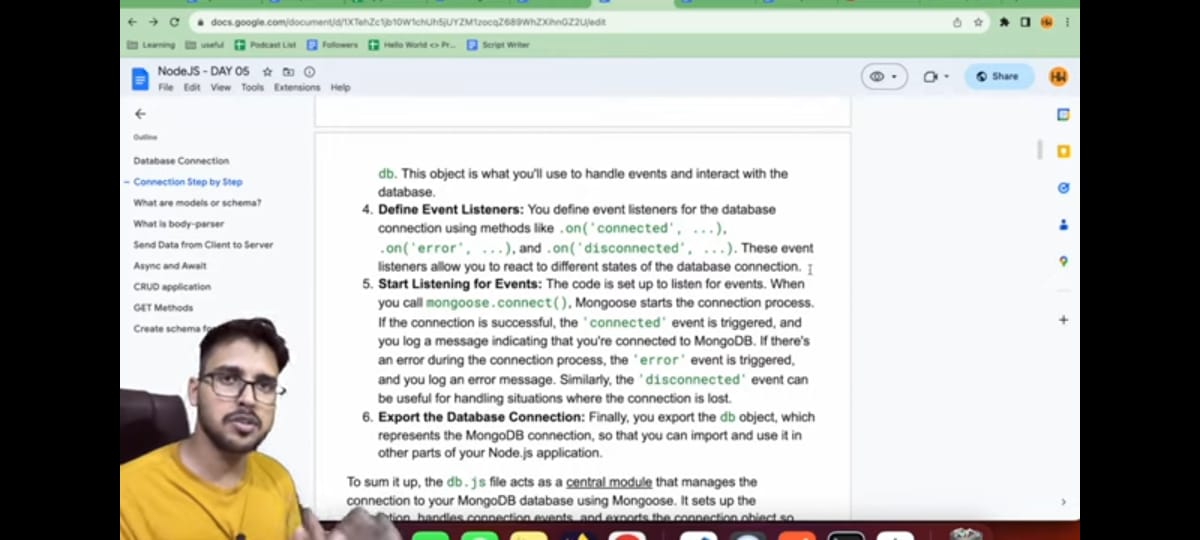 docs.google.com/document/d/1XTehZc1jb10W1chUh5jUYZM1zocqZ689WhZXihnGZ2U/edit
Learning useful Podcast List Followers Hello World <> Pr... Script Writer
NodeJS - DAY 05
File Edit View Tools Extensions Help
Share
HW
Outline
Database Connection
Connection Step by Step
What are models or schema?
What is body-parser
Send Data from Client to Server
Async and Await
CRUD application
GET Methods
Create schema fo
db. This object is what you'll use to handle events and interact with the
database.
4. Define Event Listeners: You define event listeners for the database
connection using methods like .on('connected', ...),
.on('error', ...), and .on('disconnected', ...). These event
listeners allow you to react to different states of the database connection.
5. Start Listening for Events: The code is set up to listen for events. When
you call mongoose.connect(), Mongoose starts the connection process.
If the connection is successful, the 'connected' event is triggered, and
you log a message indicating that you're connected to MongoDB. If there's
an error during the connection process, the 'error' event is triggered,
and you log an error message. Similarly, the 'disconnected' event can
be useful for handling situations where the connection is lost.
6. Export the Database Connection: Finally, you export the db object, which
represents the MongoDB connection, so that you can import and use it in
other parts of your Node.js application.
To sum it up, the db.js file acts as a central module that manages the
connection to your MongoDB database using Mongoose. It sets up the
handles connection events, and exports the connection object so